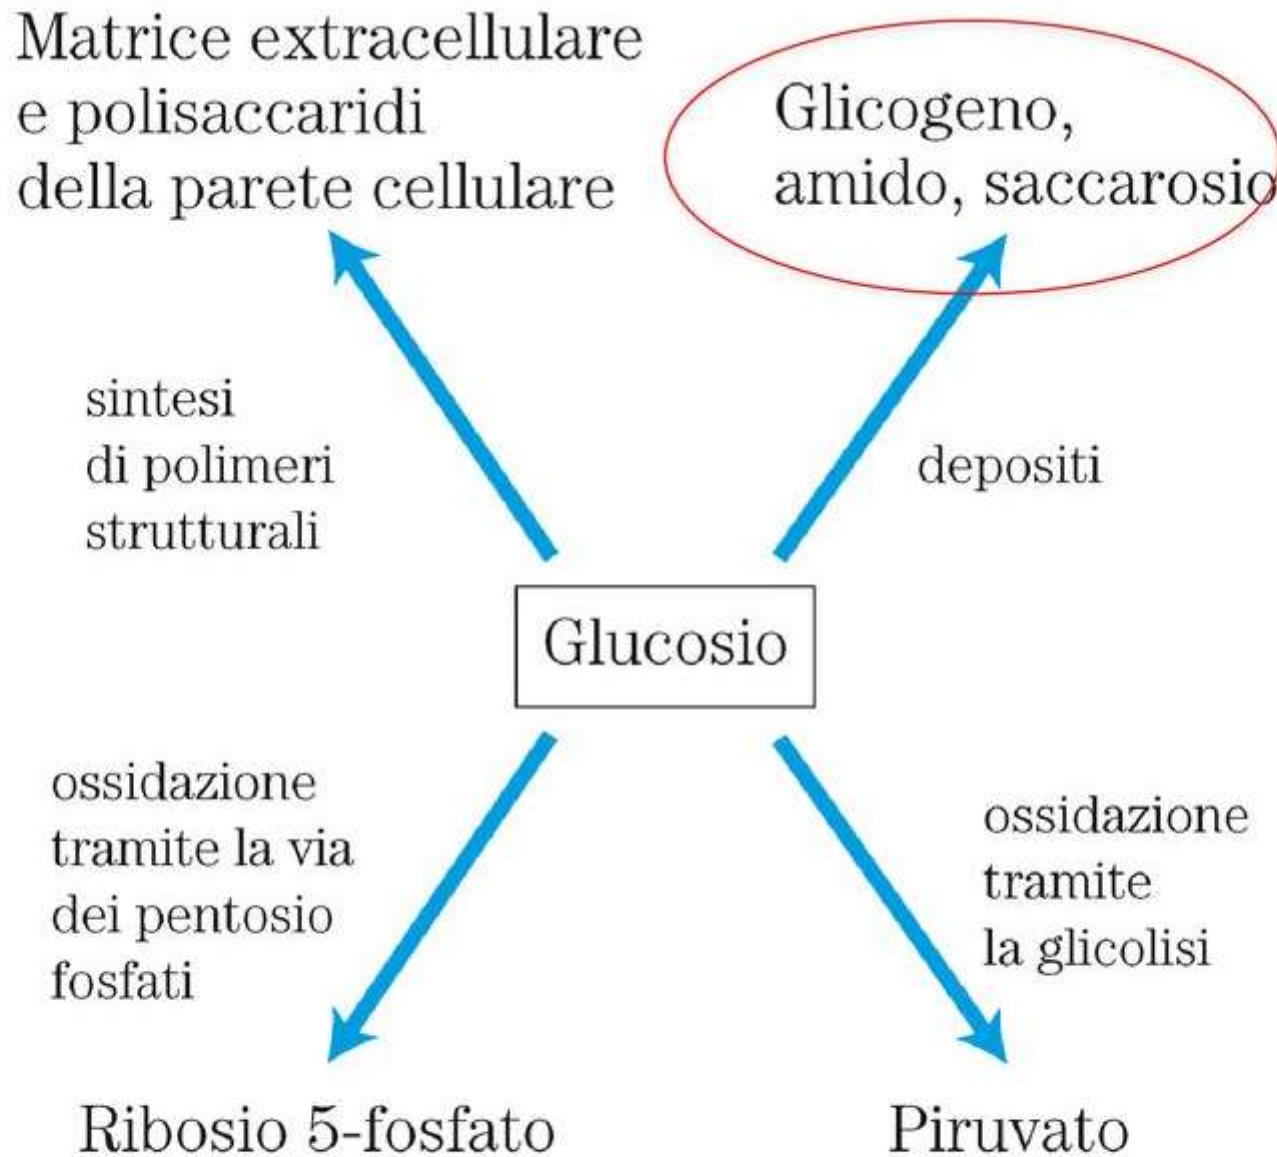 Matrice extracellulare
e polisaccaridi
della parete cellulare
Glicogeno,
amido, saccarosio
sintesi
di polimeri
strutturali
depositi
Glucosio
ossidazione
tramite la via
dei pentosio
fosfati
ossidazione
tramite
la glicolisi
Ribosio 5-fosfato
Piruvato